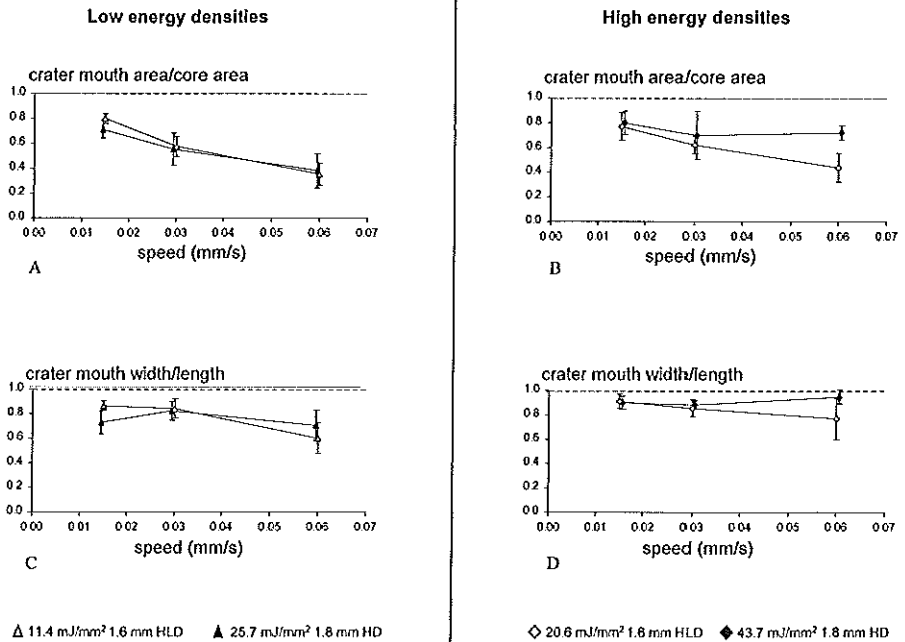 Low energy densities
High energy densities
crater mouth area/core area
1.0
0.8
0.6
0.4
0.2
0.0
0.00 0.01 0.02 0.03 0.04 0.05 0.06 0.07
speed (mm/s)
A
crater mouth area/core area
1.0
0.8
0.6
0.4
0.2
0.0
0.00 0.01 0.02 0.03 0.04 0.05 0.06 0.07
speed (mm/s)
B
crater mouth width/length
1.0
0.8
0.6
0.4
0.2
0.0
0.00 0.01 0.02 0.03 0.04 0.05 0.06 0.07
speed (mm/s)
C
crater mouth width/length
1.0
0.8
0.6
0.4
0.2
0.0
0.00 0.01 0.02 0.03 0.04 0.05 0.06 0.07
speed (mm/s)
D
11.4 mJ/mm² 1.6 mm HLD 25.7 mJ/mm² 1.8 mm HD
20.6 mJ/mm² 1.6 mm HLD 43.7 mJ/mm² 1.8 mm HD